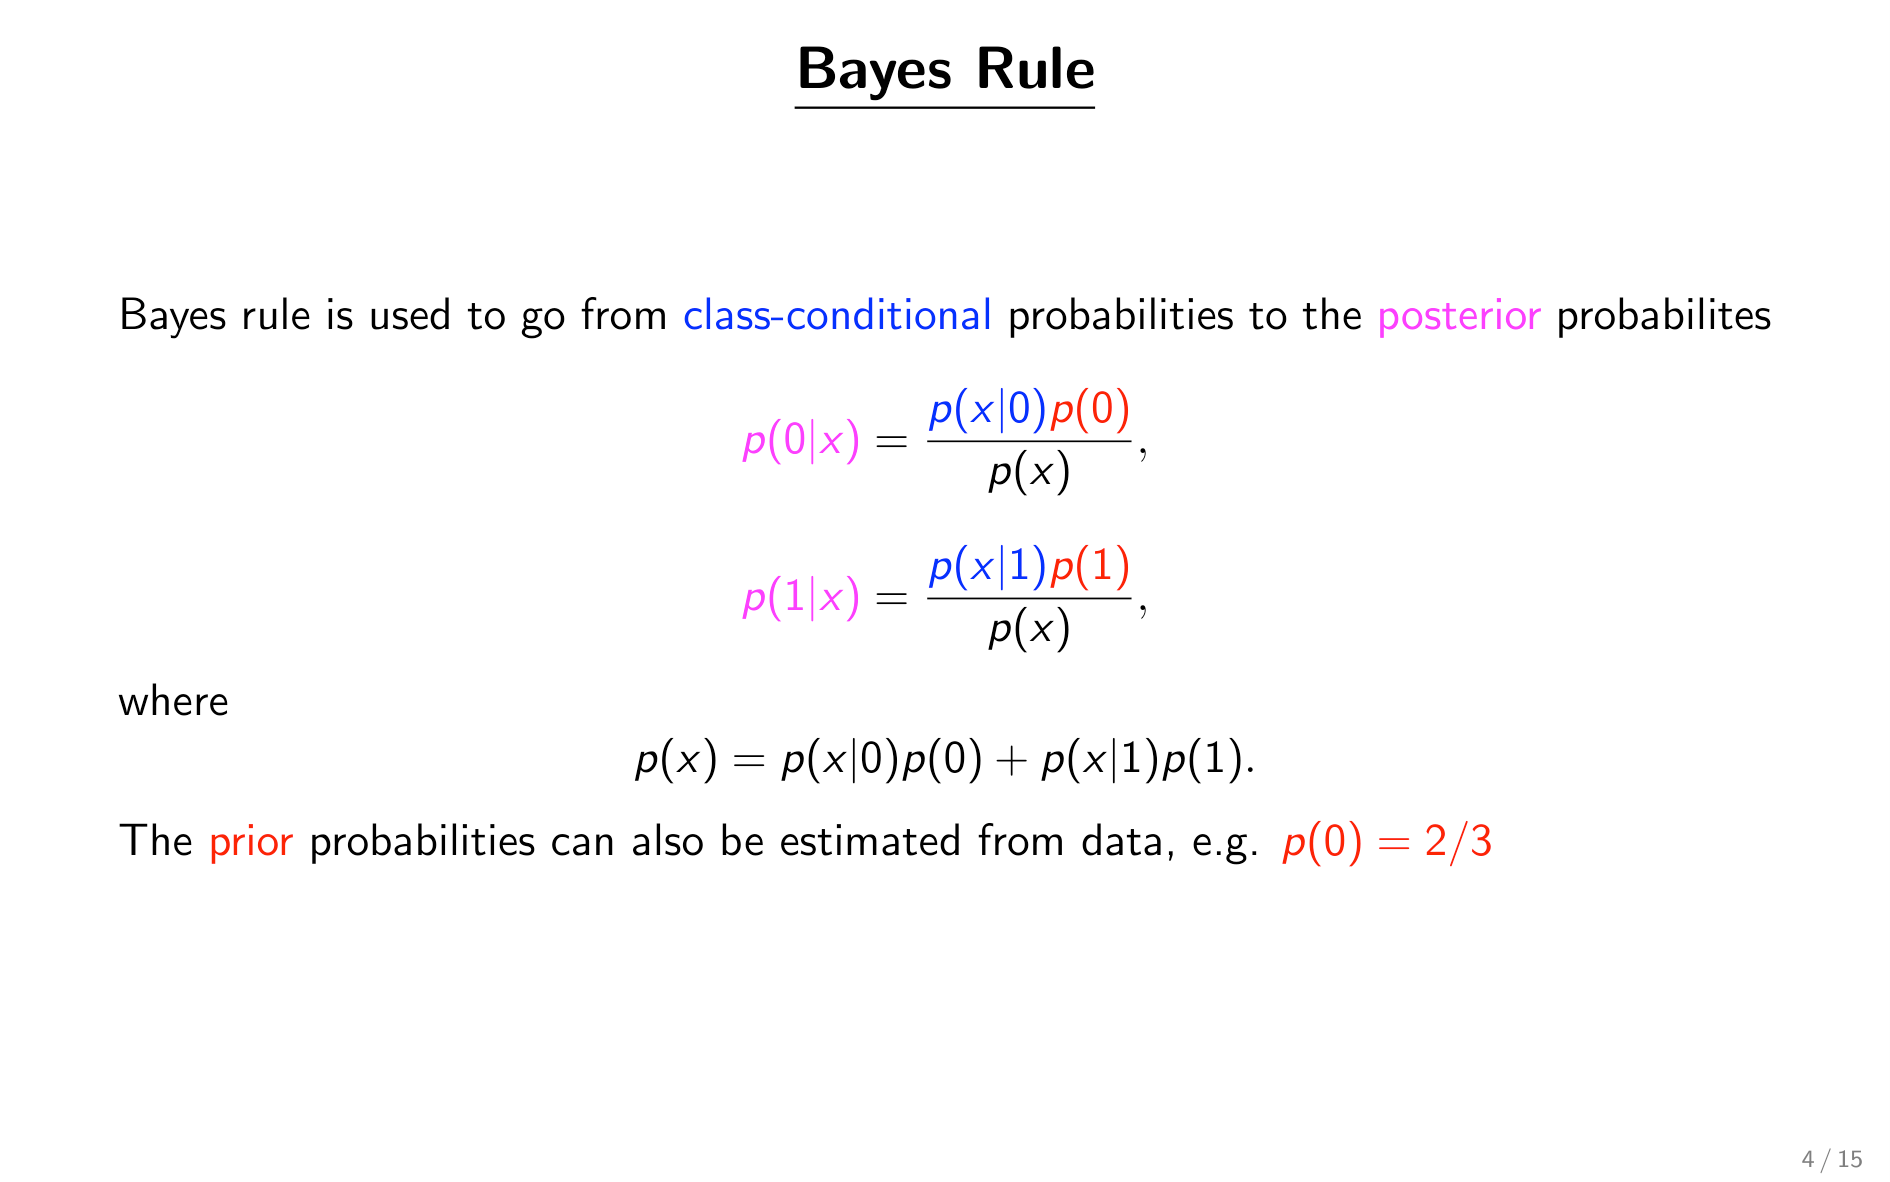 Bayes Rule
Bayes rule is used to go from class-conditional probabilities to the posterior probabilites
p(0|x) = p(x|0)p(0) / p(x),
p(1|x) = p(x|1)p(1) / p(x),
where
p(x) = p(x|0)p(0) + p(x|1)p(1).
The prior probabilities can also be estimated from data, e.g. p(0) = 2/3
4 / 15